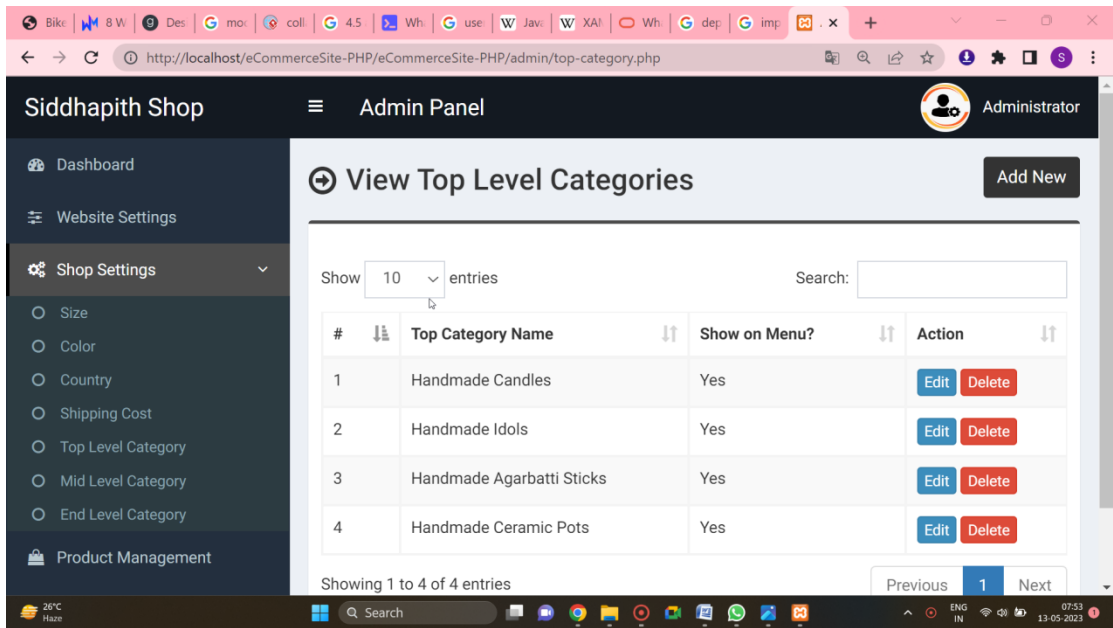 Bike 8 W Des mod coll 4.5 Wha use Java XAM Wha dep imp .
http://localhost/eCommerceSite-PHP/eCommerceSite-PHP/admin/top-category.php S
Siddhapith Shop Admin Panel Administrator
Dashboard
View Top Level Categories Add New
Website Settings
Shop Settings
Show 10 entries Search:
Size
# Top Category Name Show on Menu? Action
Color
Country
1 Handmade Candles Yes Edit Delete
Shipping Cost
2 Handmade Idols Yes Edit Delete
Top Level Category
Mid Level Category
3 Handmade Agarbatti Sticks Yes Edit Delete
End Level Category
4 Handmade Ceramic Pots Yes Edit Delete
Product Management
Showing 1 to 4 of 4 entries Previous 1 Next
26°C
Haze
Search
ENG
IN
07:53
13-05-2023
1